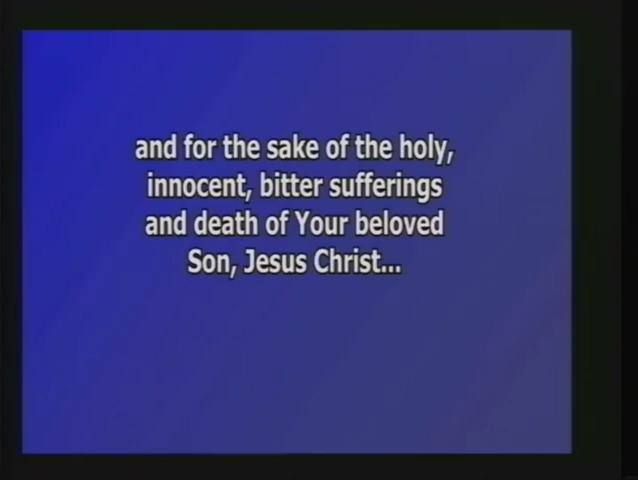 and for the sake of the holy,
innocent, bitter sufferings
and death of Your beloved
Son, Jesus Christ...